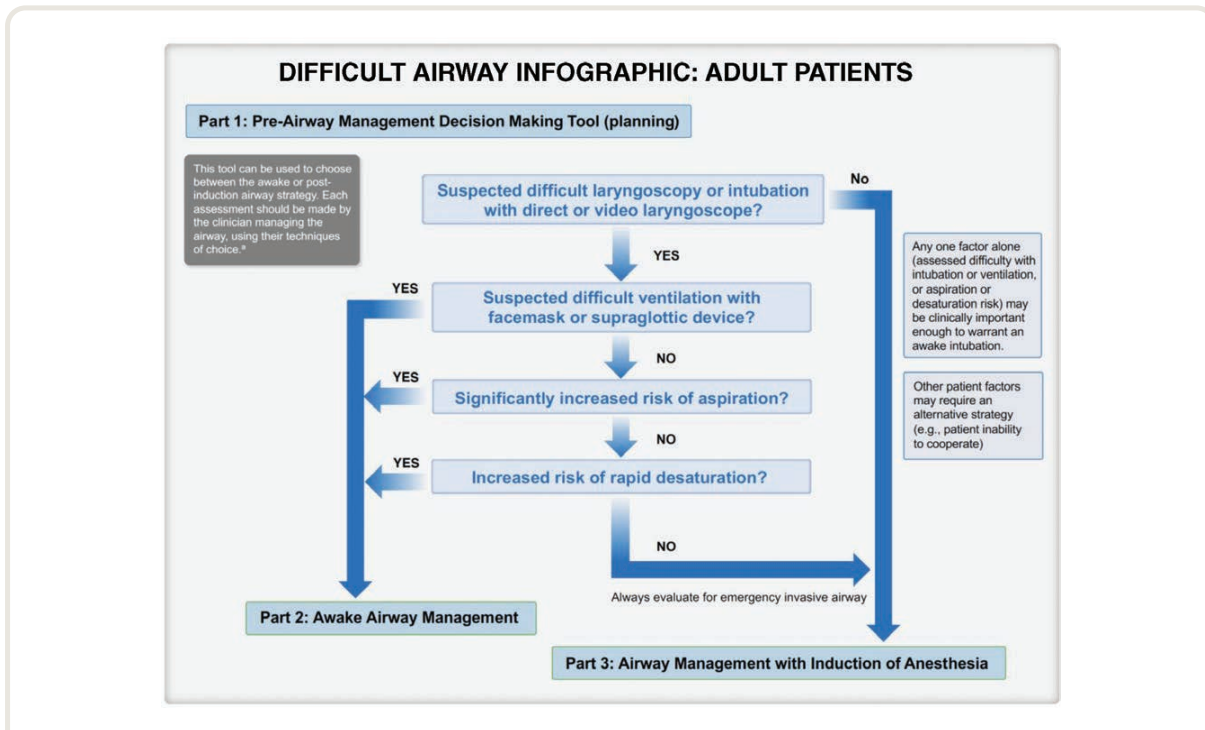 DIFFICULT AIRWAY INFOGRAPHIC: ADULT PATIENTS
Part 1: Pre-Airway Management Decision Making Tool (planning)
This tool can be used to choose
between the awake or post-
induction airway strategy. Each
assessment should be made by
the clinician managing the
airway, using their techniques
of choice.ª
Suspected difficult laryngoscopy or intubation
with direct or video laryngoscope?
No
YES
Any one factor alone
(assessed difficulty with
intubation or ventilation,
or aspiration or
desaturation risk) may
be clinically important
enough to warrant an
awake intubation.
YES
Suspected difficult ventilation with
facemask or supraglottic device?
NO
YES
Significantly increased risk of aspiration?
Other patient factors
may require an
alternative strategy
(e.g., patient inability
to cooperate)
NO
YES
Increased risk of rapid desaturation?
NO
Always evaluate for emergency invasive airway
Part 2: Awake Airway Management
Part 3: Airway Management with Induction of Anesthesia